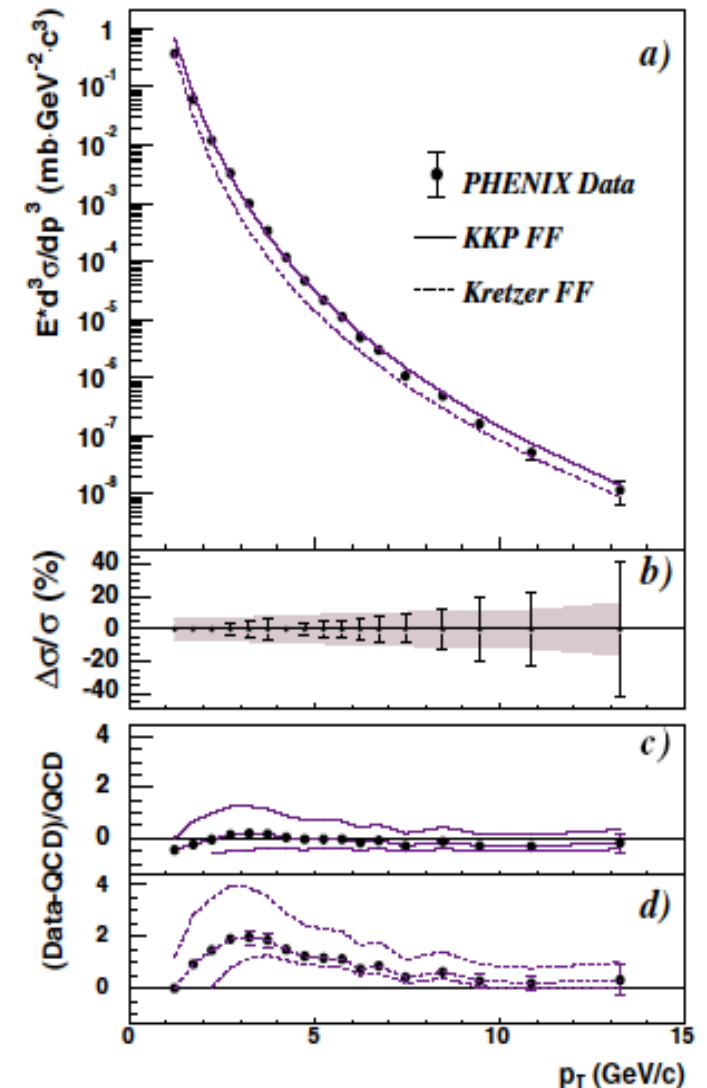 E*d³σ/dp³ (mb·GeV⁻²·c³)
1
10⁻¹
10⁻²
10⁻³
10⁻⁴
10⁻⁵
10⁻⁶
10⁻⁷
10⁻⁸
a)
PHENIX Data
KKP FF
Kretzer FF
Δσ/σ (%)
40
20
0
-20
-40
b)
(Data-QCD)/QCD
4
2
0
c)
4
2
0
d)
0 5 10 15
p_T (GeV/c)